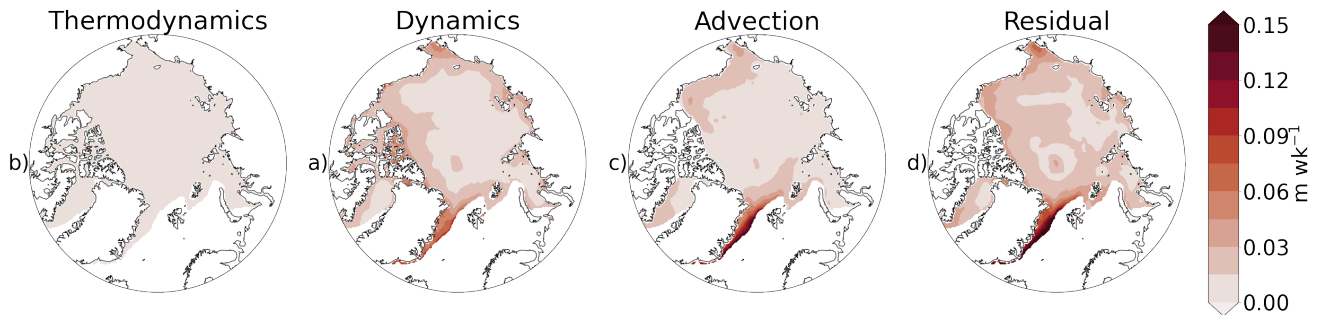 Thermodynamics
Dynamics
Advection
Residual
b)
a)
c)
d)
0.15
0.12
0.09
0.06
0.03
0.00
m wk⁻¹